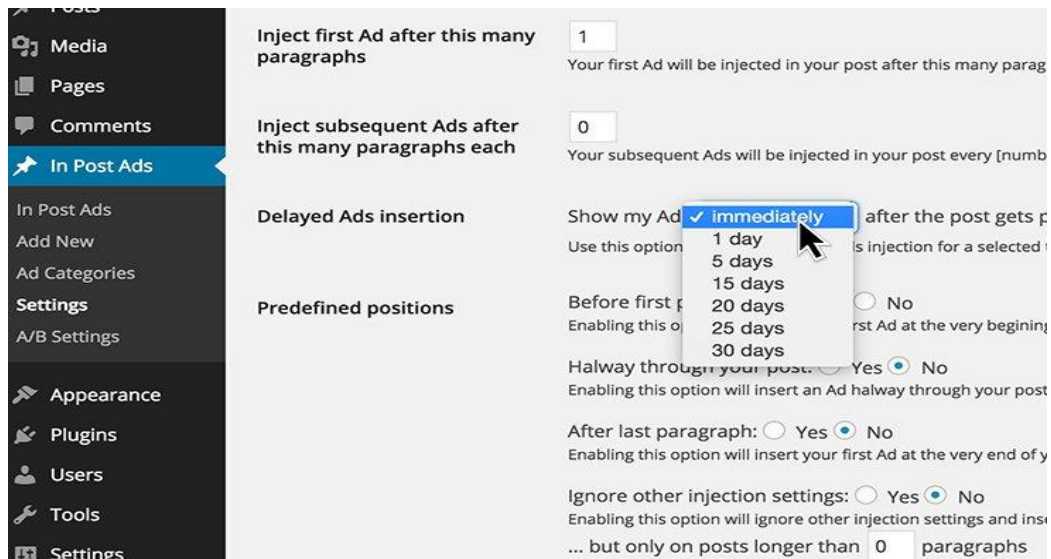 Posts
Media
Pages
Comments
In Post Ads
In Post Ads
Add New
Ad Categories
Settings
A/B Settings
Appearance
Plugins
Users
Tools
Settings
Inject first Ad after this many
paragraphs
1
Your first Ad will be injected in your post after this many parag
Inject subsequent Ads after
this many paragraphs each
0
Your subsequent Ads will be injected in your post every [numb
Delayed Ads insertion
Show my Ad ✓ immediately after the post gets p
Use this option s injection for a selected
1 day
5 days
15 days
20 days
25 days
30 days
Predefined positions
Before first p No
Enabling this op rst Ad at the very begining
Halway through your post: Yes No
Enabling this option will insert an Ad halway through your post
After last paragraph: Yes No
Enabling this option will insert your first Ad at the very end of y
Ignore other injection settings: Yes No
Enabling this option will ignore other injection settings and inse
... but only on posts longer than 0 paragraphs